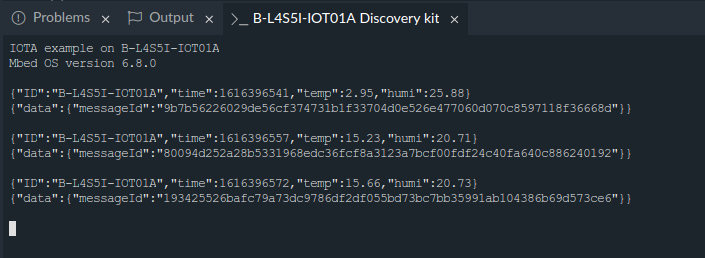 Problems × Output × >_ B-L4S5I-IOT01A Discovery kit ×
IOTA example on B-L4S5I-IOT01A
Mbed OS version 6.8.0
{"ID":"B-L4S5I-IOT01A","time":1616396541,"temp":2.95,"humi":25.88}
{"data":{"messageId":"9b7b56226029de56cf374731b1f33704d0e526e477060d070c8597118f36668d"}}
{"ID":"B-L4S5I-IOT01A","time":1616396557,"temp":15.23,"humi":20.71}
{"data":{"messageId":"80094d252a28b5331968edc36fcf8a3123a7bcf00fdf24c40fa640c886240192"}}
{"ID":"B-L4S5I-IOT01A","time":1616396572,"temp":15.66,"humi":20.73}
{"data":{"messageId":"193425526bafc79a73dc9786df2df055bd73bc7bb35991ab104386b69d573ce6"}}